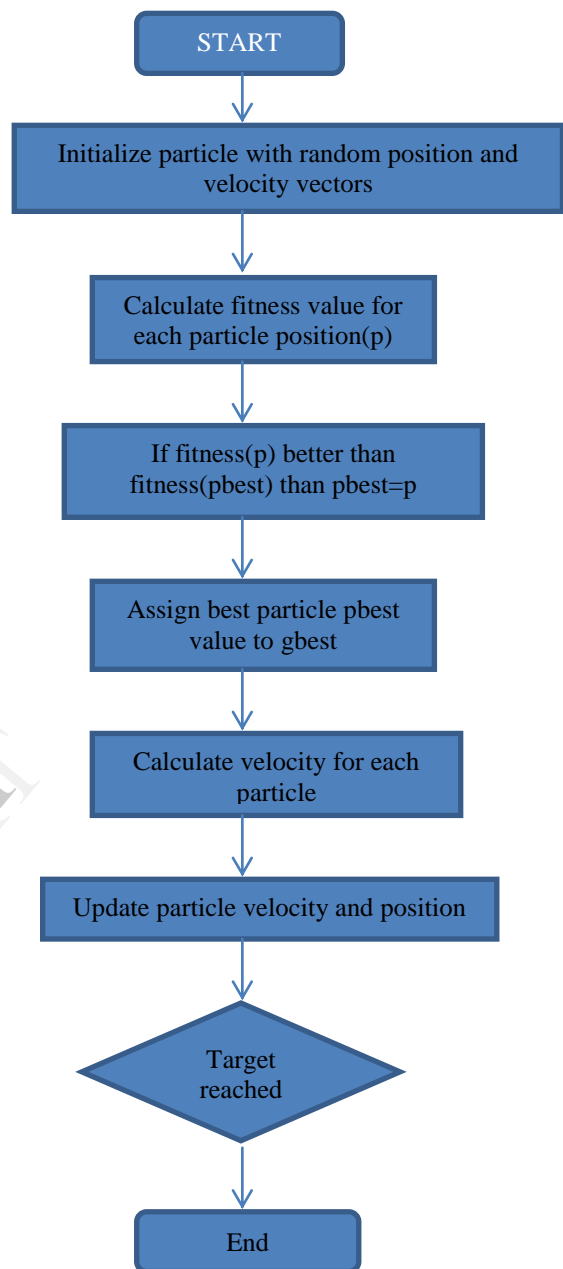 START
Initialize particle with random position and
velocity vectors
Calculate fitness value for
each particle position(p)
If fitness(p) better than
fitness(pbest) than pbest=p
Assign best particle pbest
value to gbest
Calculate velocity for each
particle
Update particle velocity and position
Target
reached
End